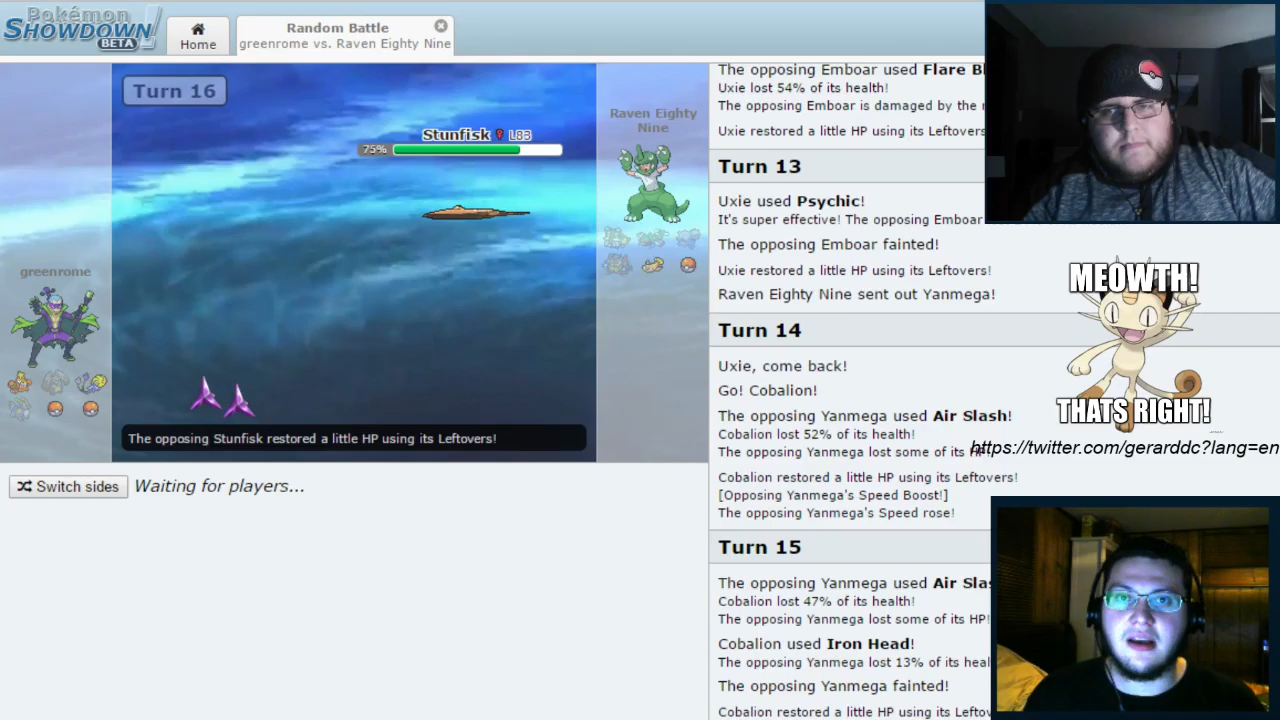 Pokémon
SHOWDOWN!
BETA
Home
Random Battle
greenrome vs. Raven Eighty Nine
Turn 16
Stunfisk L83
75%
Raven Eighty
Nine
greenrome
The opposing Stunfisk restored a little HP using its Leftovers!
Switch sides Waiting for players...
The opposing Emboar used Flare Bl
Uxie lost 54% of its health!
The opposing Emboar is damaged by the
Uxie restored a little HP using its Leftovers
Turn 13
Uxie used Psychic!
It's super effective! The opposing Emboar
The opposing Emboar fainted!
Uxie restored a little HP using its Leftovers!
Raven Eighty Nine sent out Yanmega!
Turn 14
Uxie, come back!
Go! Cobalion!
The opposing Yanmega used Air Slash!
Cobalion lost 52% of its health!
The opposing Yanmega lost some of its HP!
Cobalion restored a little HP using its Leftovers!
[Opposing Yanmega's Speed Boost!]
The opposing Yanmega's Speed rose!
Turn 15
The opposing Yanmega used Air Slas
Cobalion lost 47% of its health!
The opposing Yanmega lost some of its HP!
Cobalion used Iron Head!
The opposing Yanmega lost 13% of its heal
The opposing Yanmega fainted!
Cobalion restored a little HP using its Leftov
MEOWTH!
THATS RIGHT!
https://twitter.com/gerarddc?lang=en